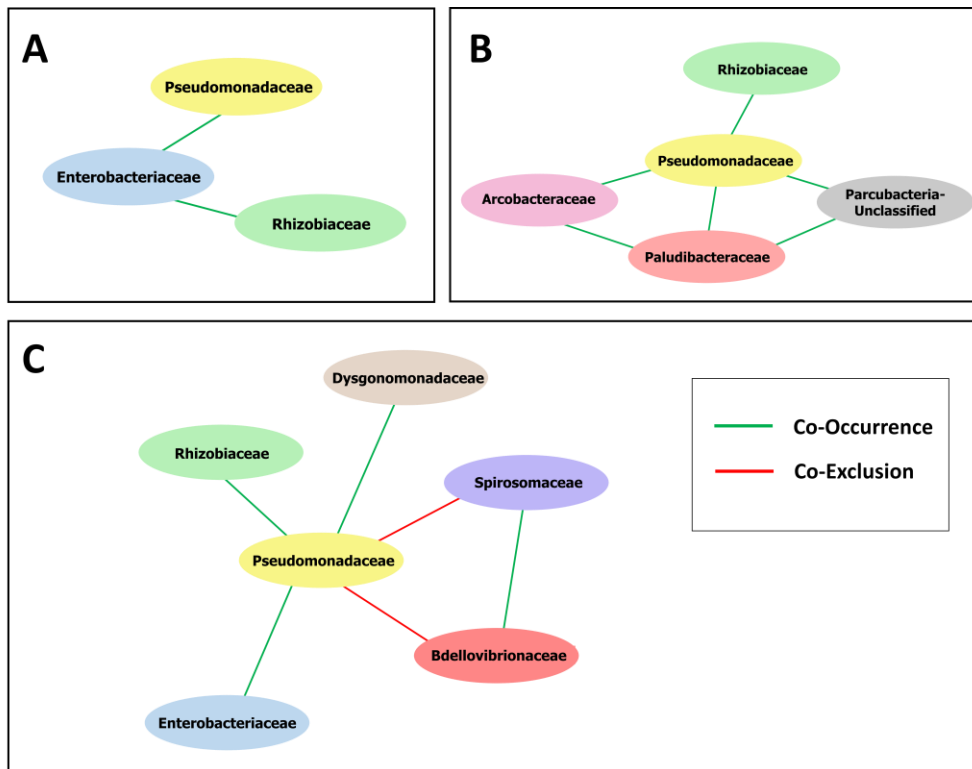 A
Pseudomonadaceae
Enterobacteriaceae
Rhizobiaceae
B
Rhizobiaceae
Pseudomonadaceae
Arcobacteraceae
Parcubacteria-
Unclassified
Paludibacteraceae
C
Dysgonomonadaceae
Rhizobiaceae
Spirosomaceae
Pseudomonadaceae
Bdellovibrionaceae
Enterobacteriaceae
Co-Occurrence
Co-Exclusion